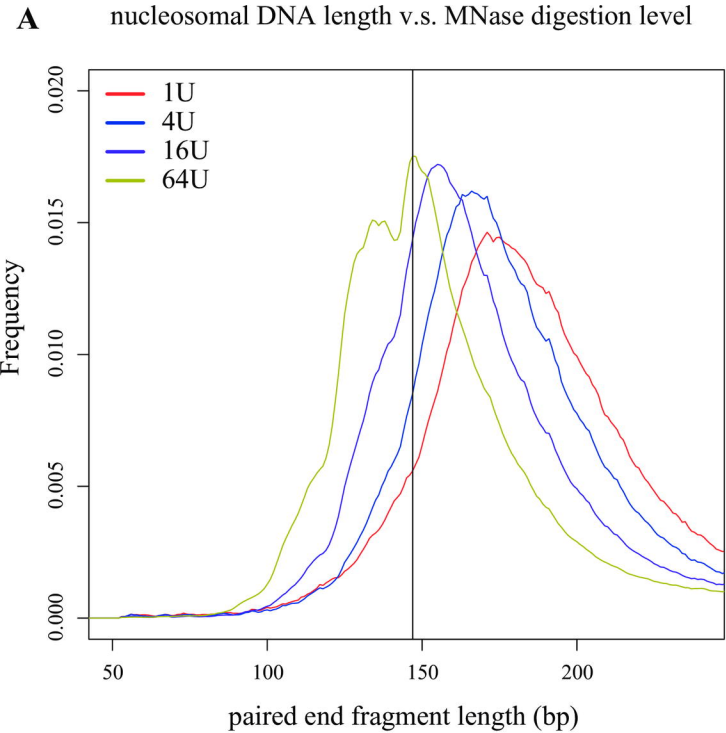 A nucleosomal DNA length v.s. MNase digestion level
1U
4U
16U
64U
0.020
0.015
0.010
0.005
0.000
Frequency
50 100 150 200
paired end fragment length (bp)